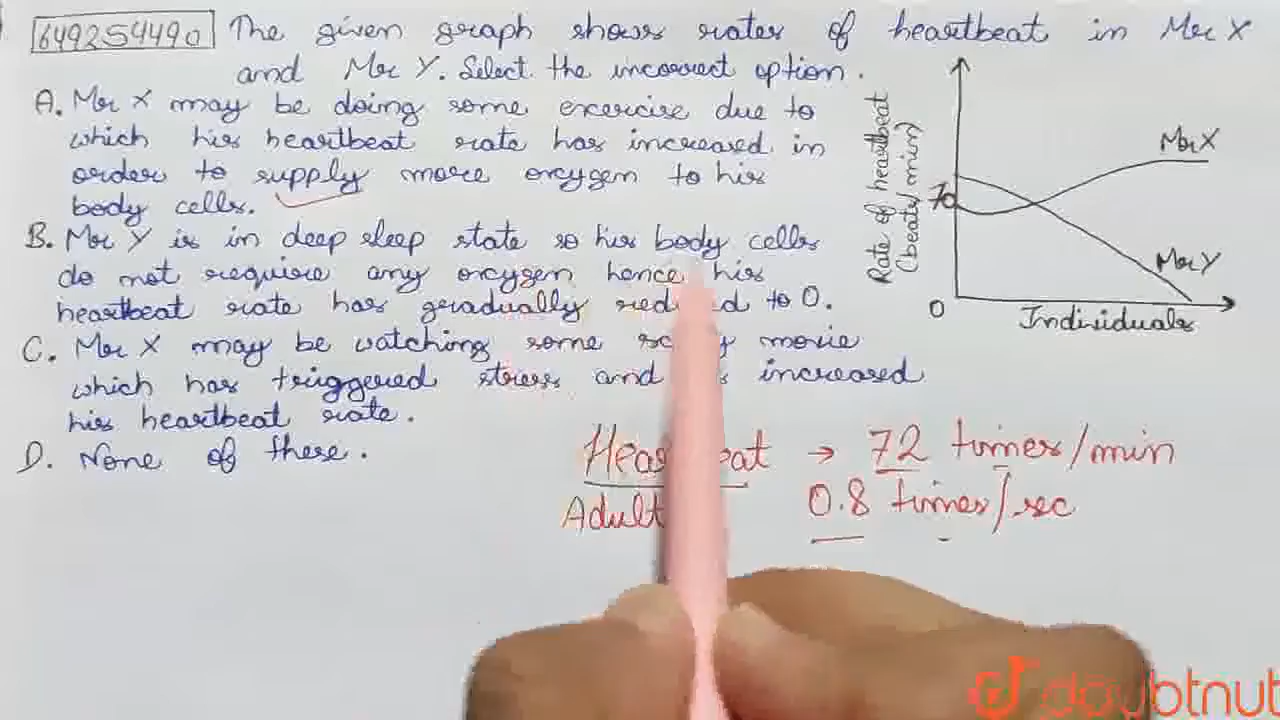 649254490 The given graph shows rates of heartbeat in Mr X
and Mr Y. Select the incorrect option.
A. Mr X may be doing some exercise due to
which his heartbeat rate has increased in
order to supply more oxygen to his
body cells.
B. Mr Y is in deep sleep state so his body cells
do not require any oxygen hence his
heartbeat rate has gradually to 0.
C. Mr X may be watching some movie
which has triggered stress and increased
his heartbeat rate.
D. None of these.
Rate of heartbeat
(beats/min)
70
0
Mr X
Mr Y
Individuals
→ 72 times/min
Adult 0.8 times/sec
doubtnut